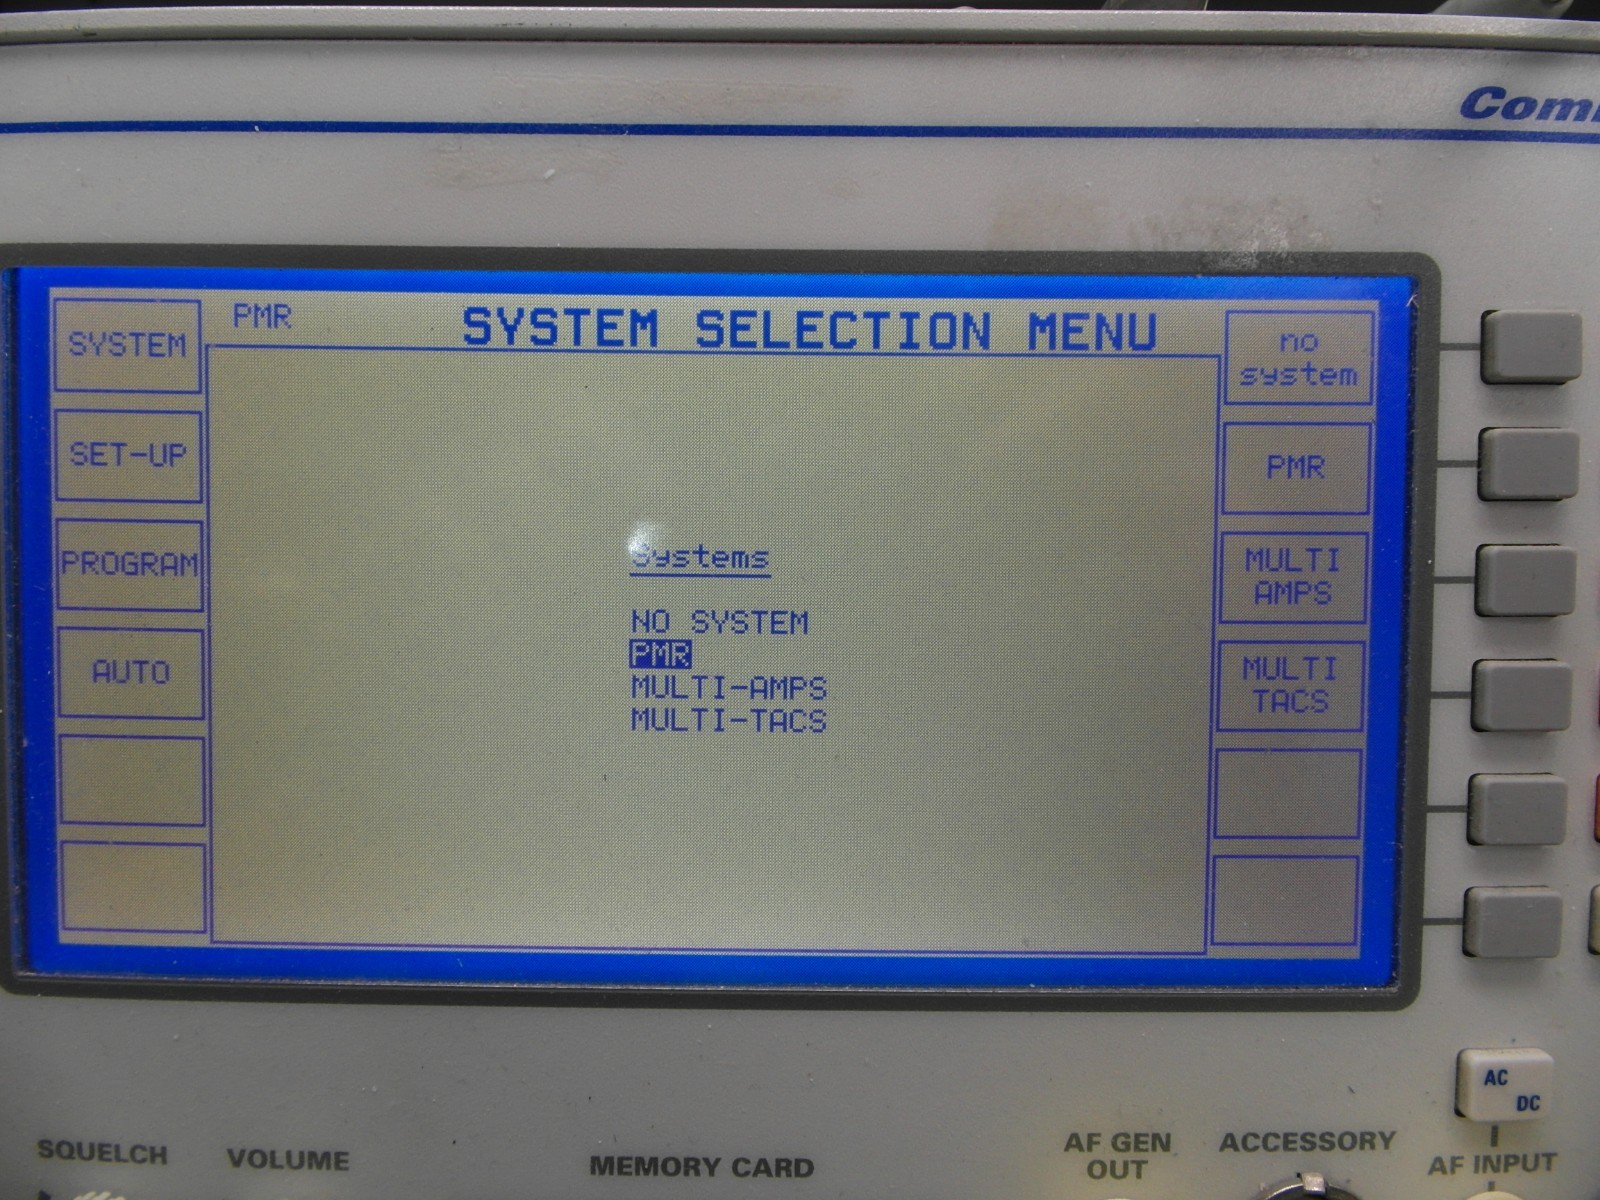 SYSTEM
SET-UP
PROGRAM
AUTO
PMR
SYSTEM SELECTION MENU
Systems
NO SYSTEM
PMR
MULTI-AMPS
MULTI-TACS
no
system
PMR
MULTI
AMPS
MULTI
TACS
AC
DC
SQUELCH
VOLUME
MEMORY CARD
AF GEN
OUT
ACCESSORY
AF INPUT